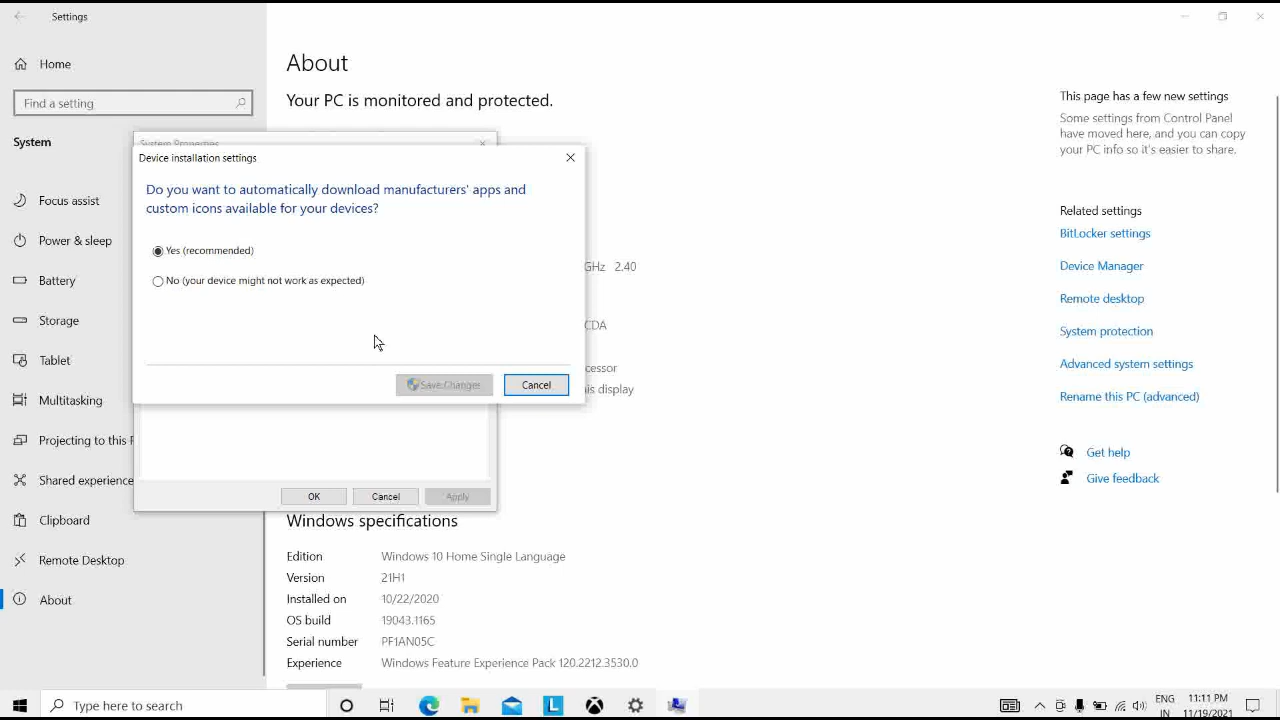 Settings
Home
Find a setting
System
Focus assist
Power & sleep
Battery
Storage
Tablet
Multitasking
Projecting to this
Shared experience
Clipboard
Remote Desktop
About
About
Your PC is monitored and protected.
System Properties
Device installation settings
Do you want to automatically download manufacturers' apps and
custom icons available for your devices?
Yes (recommended)
No (your device might not work as expected)
Save Changes
Cancel
GHz 2.40
CDA
cessor
is display
OK
Cancel
Apply
Windows specifications
Edition Windows 10 Home Single Language
Version 21H1
Installed on 10/22/2020
OS build 19043.1165
Serial number PF1AN05C
Experience Windows Feature Experience Pack 120.2212.3530.0
This page has a few new settings
Some settings from Control Panel
have moved here, and you can copy
your PC info so it's easier to share.
Related settings
BitLocker settings
Device Manager
Remote desktop
System protection
Advanced system settings
Rename this PC (advanced)
Get help
Give feedback
Type here to search
L
ENG
IN
11:11 PM
11/19/2021